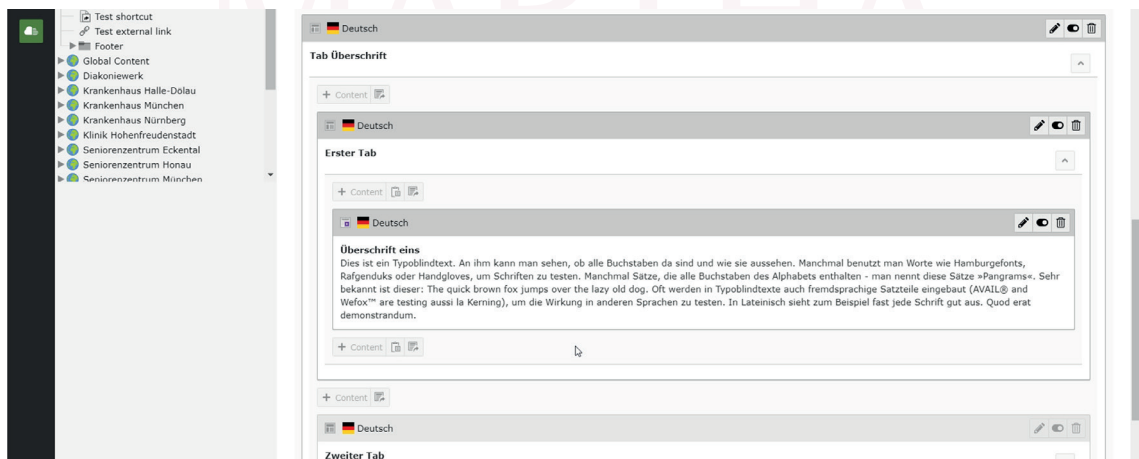 Test shortcut
Test external link
Footer
Global Content
Diakoniewerk
Krankenhaus Halle-Dölau
Krankenhaus München
Krankenhaus Nürnberg
Klinik Hohenfreudenstadt
Seniorenzentrum Eckental
Seniorenzentrum Honau
Seniorenzentrum München
Deutsch
Tab Überschrift
+ Content
Deutsch
Erster Tab
+ Content
Deutsch
Überschrift eins
Dies ist ein Typoblindtext. An ihm kann man sehen, ob alle Buchstaben da sind und wie sie aussehen. Manchmal benutzt man Worte wie Hamburgefonts,
Rafgenduks oder Handgloves, um Schriften zu testen. Manchmal Sätze, die alle Buchstaben des Alphabets enthalten - man nennt diese Sätze »Pangrams«. Sehr
bekannt ist dieser: The quick brown fox jumps over the lazy old dog. Oft werden in Typoblindtexte auch fremdsprachige Satzteile eingebaut (AVAIL® and
Wefox™ are testing aussi la Kerning), um die Wirkung in anderen Sprachen zu testen. In Lateinisch sieht zum Beispiel fast jede Schrift gut aus. Quod erat
demonstrandum.
+ Content
+ Content
Deutsch
Zweiter Tab